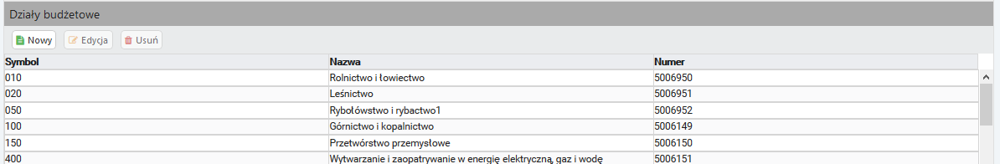 Działy budżetowe
Nowy Edycja Usuń
Symbol Nazwa Numer
010 Rolnictwo i łowiectwo 5006950
020 Leśnictwo 5006951
050 Rybołówstwo i rybactwo1 5006952
100 Górnictwo i kopalnictwo 5006149
150 Przetwórstwo przemysłowe 5006150
400 Wytwarzanie i zaopatrywanie w energię elektryczną, gaz i wodę 5006151